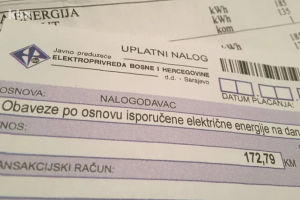 ENERGIJA
kWh
kWh
kom
UPLATNI NALOG
Javno preduzeće
ELEKTROPRIVREDA BOSNE I HERCEGOVINE
d.d. - Sarajevo
DATUM PLAĆANJA:
OSNOVA:
NALOGODAVAC
Obaveze po osnovu isporučene električne energije na dan
NOS:
172,79
KM
ANSAKCIJSKI RAČUN: